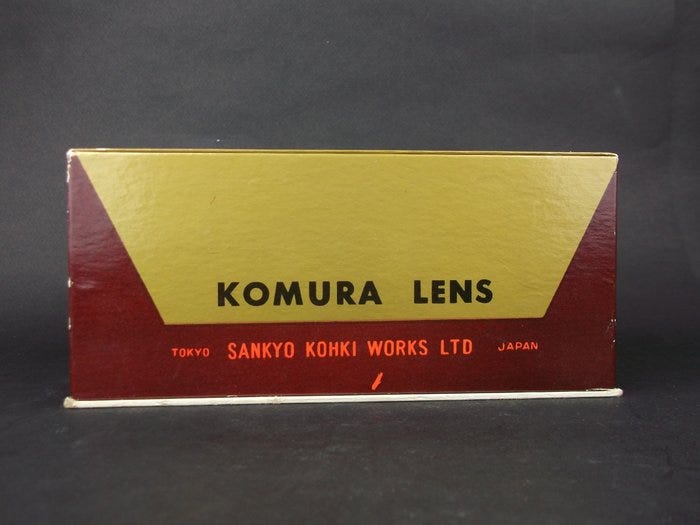 KOMURA LENS
TOKYO SANKYO KOHKI WORKS LTD JAPAN